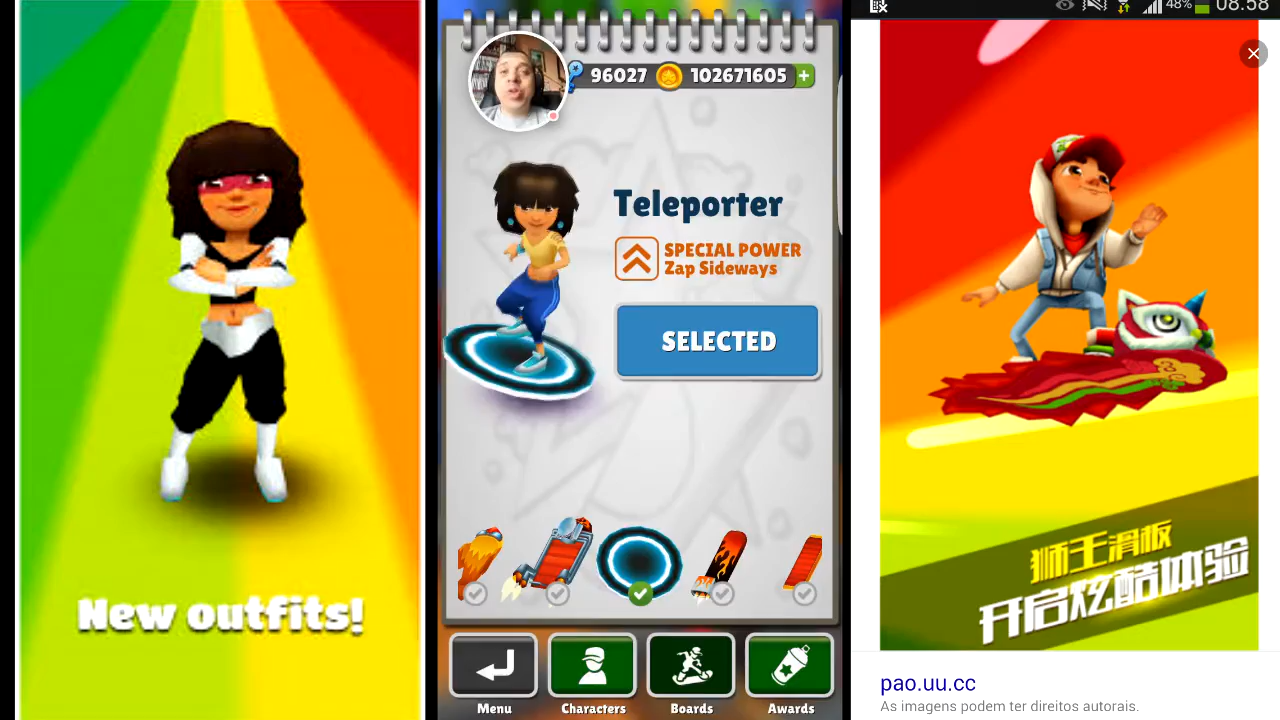 New outfits!
96027 102671605 +
Teleporter
SPECIAL POWER
Zap Sideways
SELECTED
Menu Characters Boards Awards
48% 08:58
狮王滑板
开启炫酷体验
pao.uu.cc
As imagens podem ter direitos autorais.